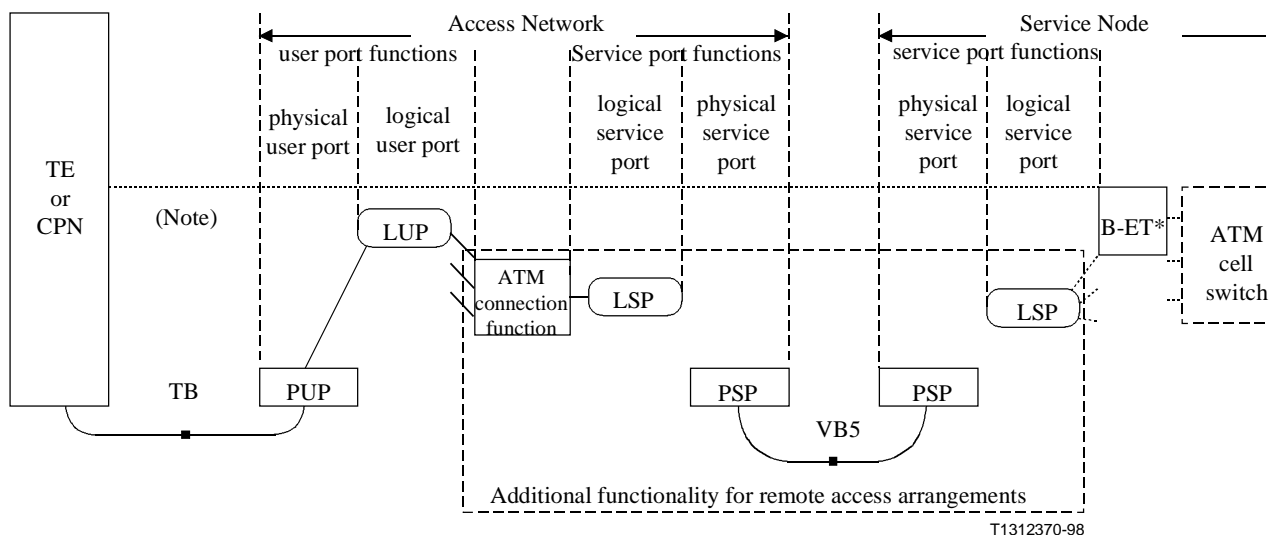 Access Network
Service Node
user port functions
Service port functions
service port functions
physical
user port
logical
user port
logical
service
port
physical
service
port
physical
service
port
logical
service
port
TE
or
CPN
(Note)
LUP
B-ET*
ATM
cell
switch
ATM
connection
function
LSP
LSP
TB
PUP
PSP
PSP
VB5
Additional functionality for remote access arrangements
T1312370-98